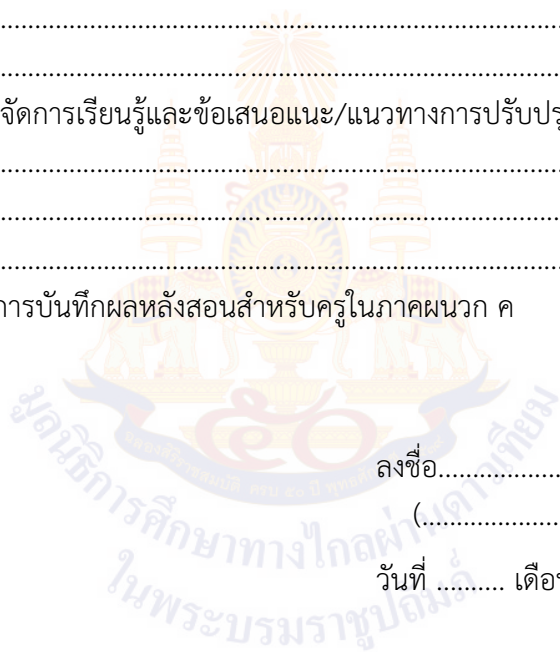 ................................................................................
................................................................................
จัดการเรียนรู้และข้อเสนอแนะ/แนวทางการปรับปร
................................................................................
................................................................................
................................................................................
การบันทึกผลหลังสอนสำหรับครูในภาคผนวก ค
ลงชื่อ..................
(....................
วันที่ .......... เดือ
๕๐
มูลนิธิการศึกษาทางไกลผ่านดาวเทียม
ในพระบรมราชูปถัมภ์